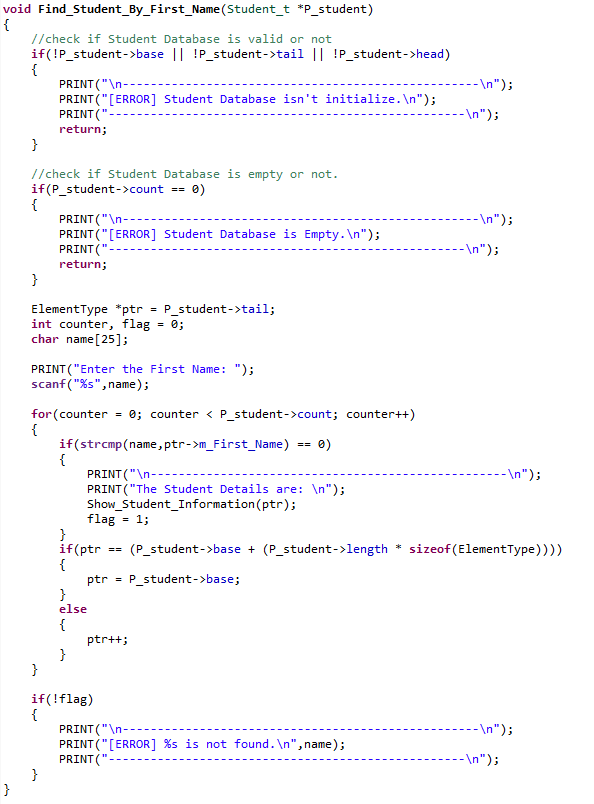 void Find_Student_By_First_Name(Student_t *P_student)
{
    //check if Student Database is valid or not
    if(!P_student->base || !P_student->tail || !P_student->head)
    {
        PRINT("\n---------------------------------------------------\n");
        PRINT("[ERROR] Student Database isn't initialize.\n");
        PRINT("---------------------------------------------------\n");
        return;
    }

    //check if Student Database is empty or not.
    if(P_student->count == 0)
    {
        PRINT("\n---------------------------------------------------\n");
        PRINT("[ERROR] Student Database is Empty.\n");
        PRINT("---------------------------------------------------\n");
        return;
    }

    ElementType *ptr = P_student->tail;
    int counter, flag = 0;
    char name[25];

    PRINT("Enter the First Name: ");
    scanf("%s",name);

    for(counter = 0; counter < P_student->count; counter++)
    {
        if(strcmp(name,ptr->m_First_Name) == 0)
        {
            PRINT("\n---------------------------------------------------\n");
            PRINT("The Student Details are: \n");
            Show_Student_Information(ptr);
            flag = 1;
        }
        if(ptr == (P_student->base + (P_student->length * sizeof(ElementType))))
        {
            ptr = P_student->base;
        }
        else
        {
            ptr++;
        }
    }

    if(!flag)
    {
        PRINT("\n---------------------------------------------------\n");
        PRINT("[ERROR] %s is not found.\n",name);
        PRINT("---------------------------------------------------\n");
    }
}